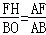 FH/BO = AF/AB